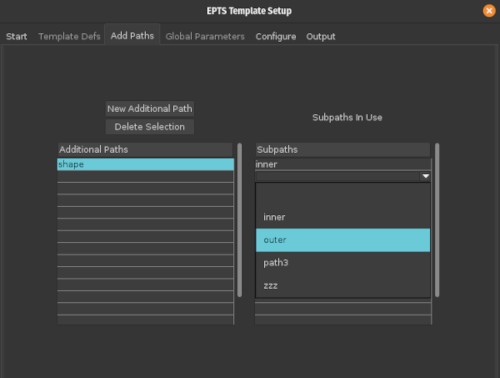 EPTS Template Setup
Start Template Defs Add Paths Global Parameters Configure Output
New Additional Path
Delete Selection
Subpaths In Use
Additional Paths
shape
Subpaths
inner
inner
outer
path3
zzz